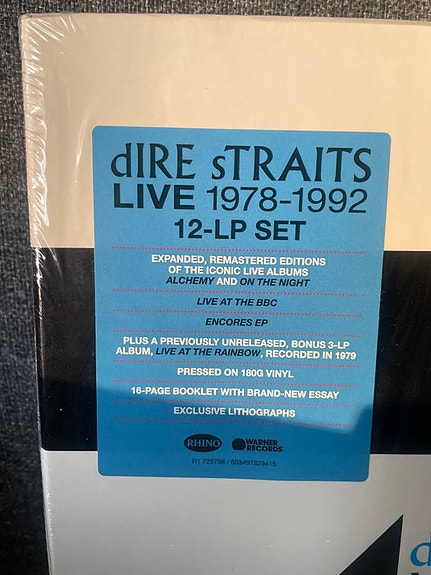 dIRE sTRAITS
LIVE 1978-1992
12-LP SET
EXPANDED, REMASTERED EDITIONS
OF THE ICONIC LIVE ALBUMS
ALCHEMY AND ON THE NIGHT
LIVE AT THE BBC
ENCORES EP
PLUS A PREVIOUSLY UNRELEASED, BONUS 3-LP
ALBUM, LIVE AT THE RAINBOW, RECORDED IN 1979
PRESSED ON 180G VINYL
16-PAGE BOOKLET WITH BRAND-NEW ESSAY
EXCLUSIVE LITHOGRAPHS
RHINO
WARNER
RECORDS
R1 725758 / 603497829415
d